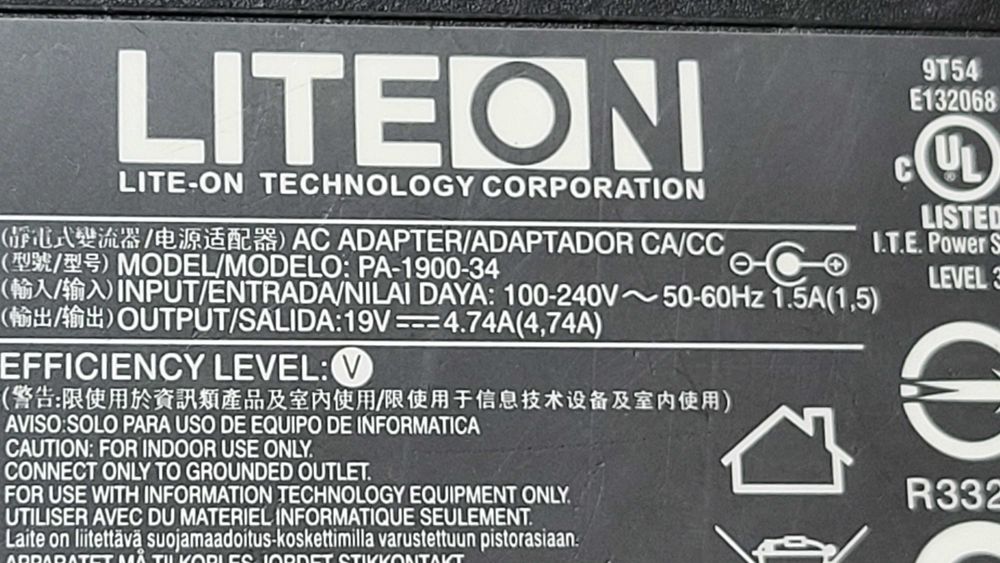 LITEON
LITE-ON TECHNOLOGY CORPORATION
(靜電式變流器/电源适配器) AC ADAPTER/ADAPTADOR CA/CC
(型號/型号) MODEL/MODELO: PA-1900-34
(輸入/输入) INPUT/ENTRADA/NILAI DAYA: 100-240V～50-60Hz 1.5A(1,5)
(輸出/输出) OUTPUT/SALIDA:19V⎓4.74A(4,74A)
EFFICIENCY LEVEL: V
(警告:限使用於資訊類產品及室內使用/限使用于信息技术设备及室内使用)
AVISO:SOLO PARA USO DE EQUIPO DE INFORMATICA
CAUTION: FOR INDOOR USE ONLY.
CONNECT ONLY TO GROUNDED OUTLET.
FOR USE WITH INFORMATION TECHNOLOGY EQUIPMENT ONLY.
UTILISER AVEC DU MATERIEL INFORMATIQUE SEULEMENT.
Laite on liitettävä suojamaadoitus-koskettimilla varustettuun pistorasiaan.
APPARATET MÅ TILKOPLES JORDET STIKKONTAKT
9T54
E132068
C UL ®
LISTED
I.T.E. Power S
LEVEL 3
R332